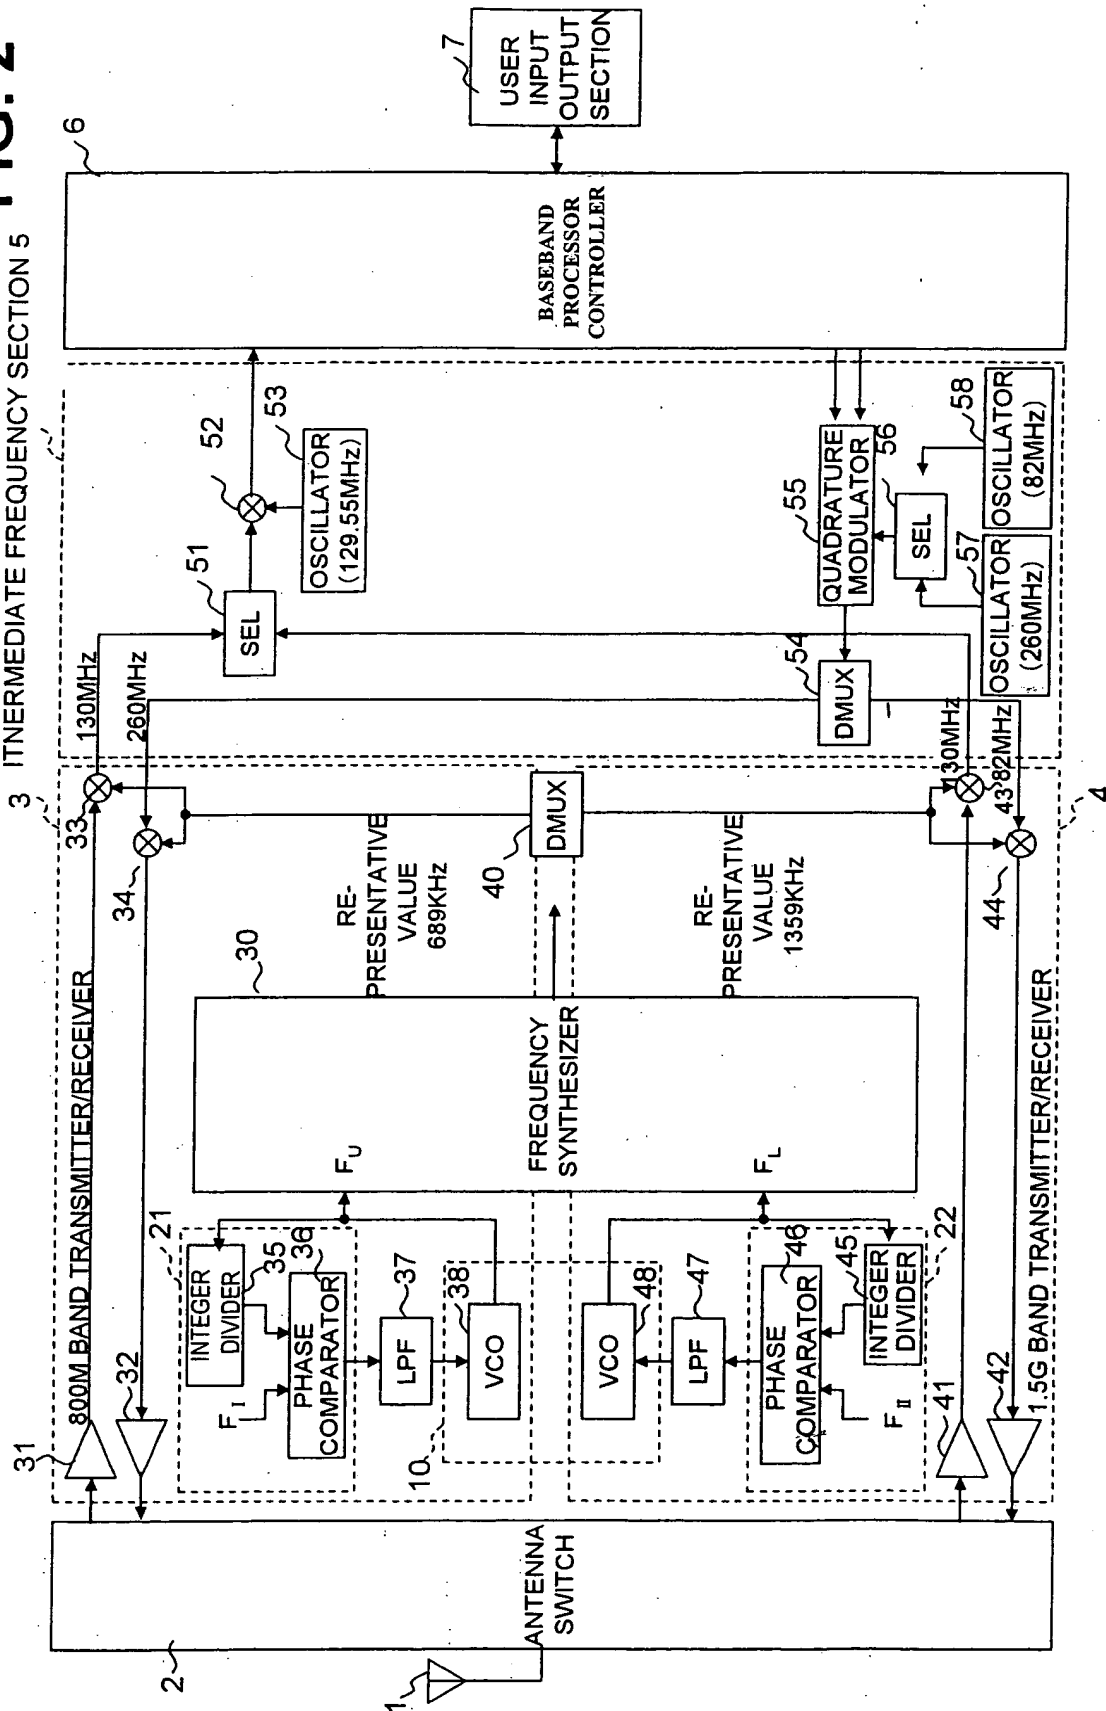 FIG. 2
ITNERMEDIATE FREQUENCY SECTION 5
6
7
USER
INPUT
OUTPUT
SECTION
BASEBAND
PROCESSOR
CONTROLLER
3
130MHz
260MHz
51
SEL
52
53
OSCILLATOR
(129.55MHz)
54
DMUX
55
QUADRATURE
MODULATOR
56
SEL
57
OSCILLATOR
(260MHz)
58
OSCILLATOR
(82MHz)
33
34
40
DMUX
130MHz
43
82MHz
44
4
RE-
PRESENTATIVE
VALUE
689KHz
RE-
PRESENTATIVE
VALUE
1359KHz
30
FREQUENCY
SYNTHESIZER
FU
FL
800M BAND TRANSMITTER/RECEIVER
1.5G BAND TRANSMITTER/RECEIVER
31
32
21
INTEGER
DIVIDER
35
FI
PHASE
COMPARATOR
36
LPF
37
10
VCO
38
VCO
48
LPF
47
PHASE
COMPARATOR
46
FII
INTEGER
DIVIDER
45
22
41
42
2
ANTENNA
SWITCH
1